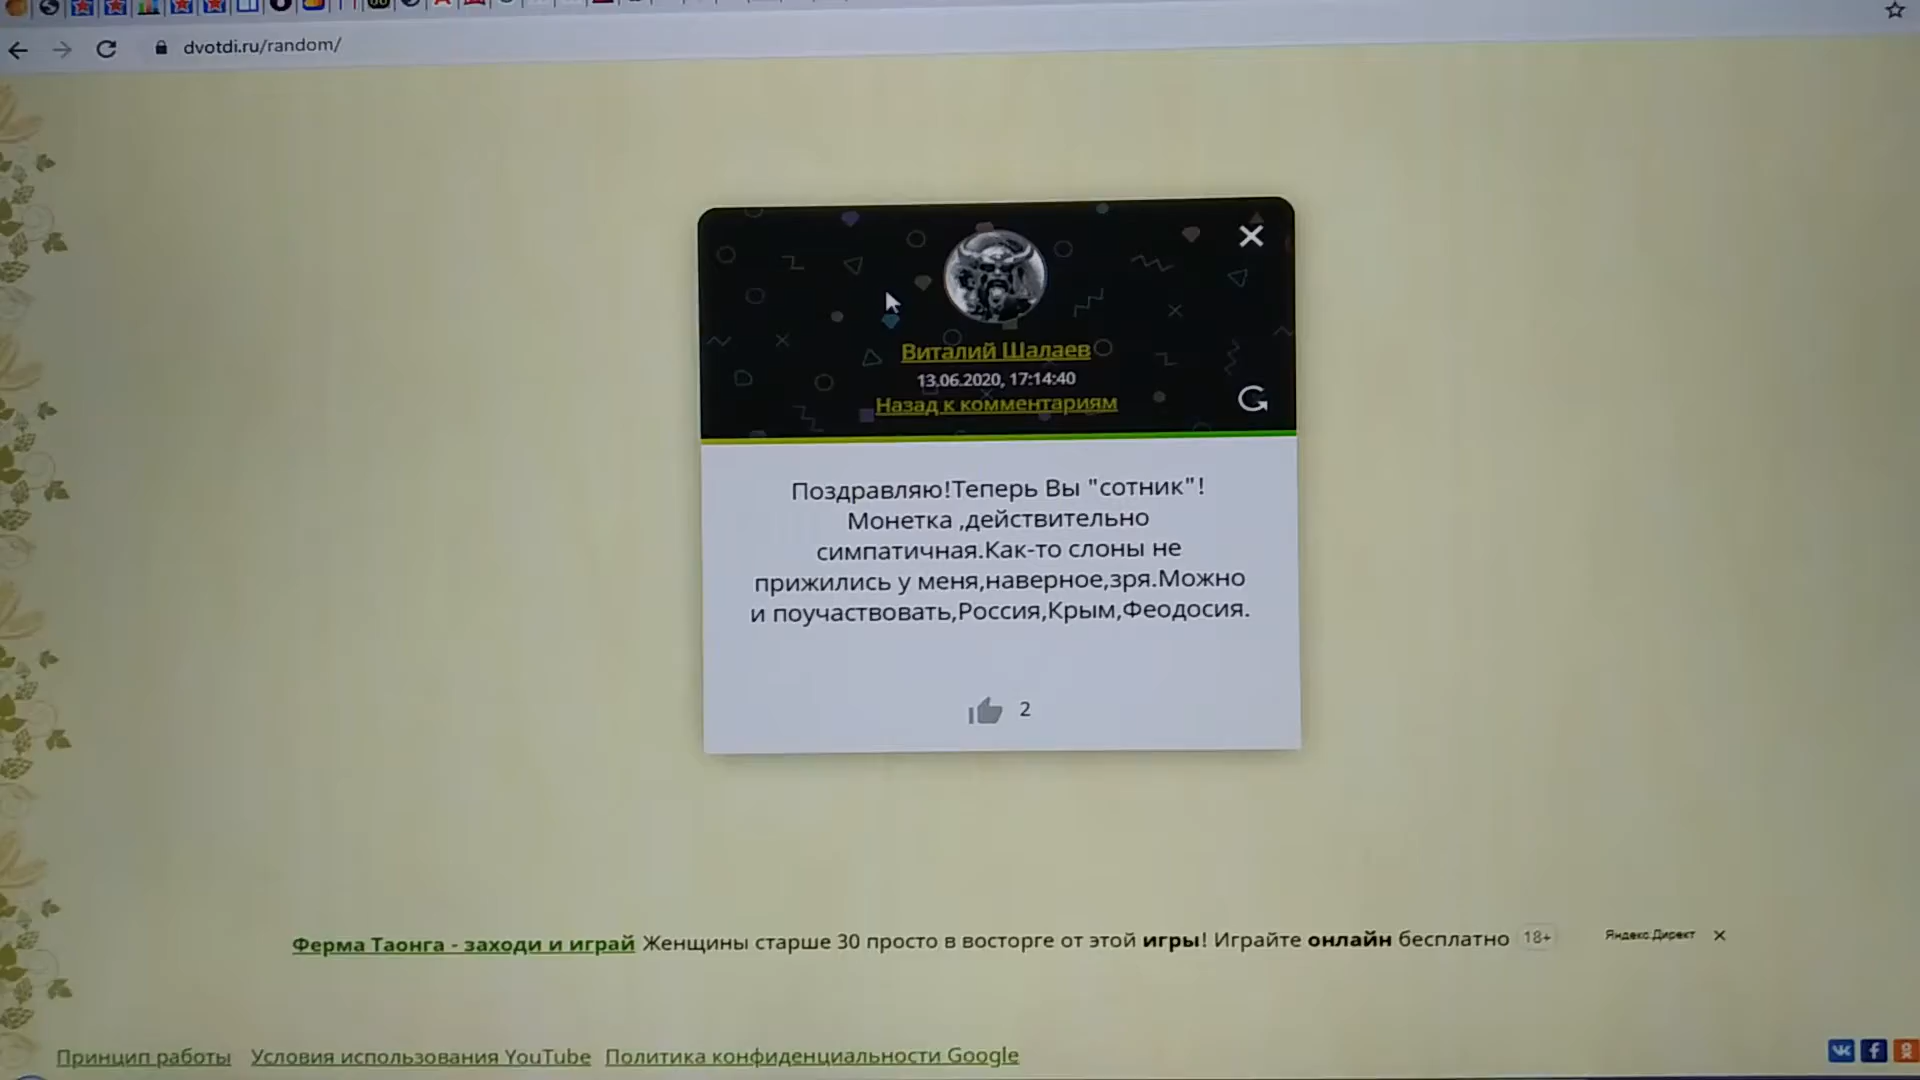 dvotdi.ru/random/
Виталий Шалаев
13.06.2020, 17:14:40
Назад к комментариям
Поздравляю!Теперь Вы "сотник"!
Монетка ,действительно
симпатичная.Как-то слоны не
прижились у меня,наверное,зря.Можно
и поучаствовать,Россия,Крым,Феодосия.
2
Ферма Таонга - заходи и играй Женщины старше 30 просто в восторге от этой игры! Играйте онлайн бесплатно 18+ Яндекс.Директ
Принцип работы Условия использования YouTube Политика конфиденциальности Google